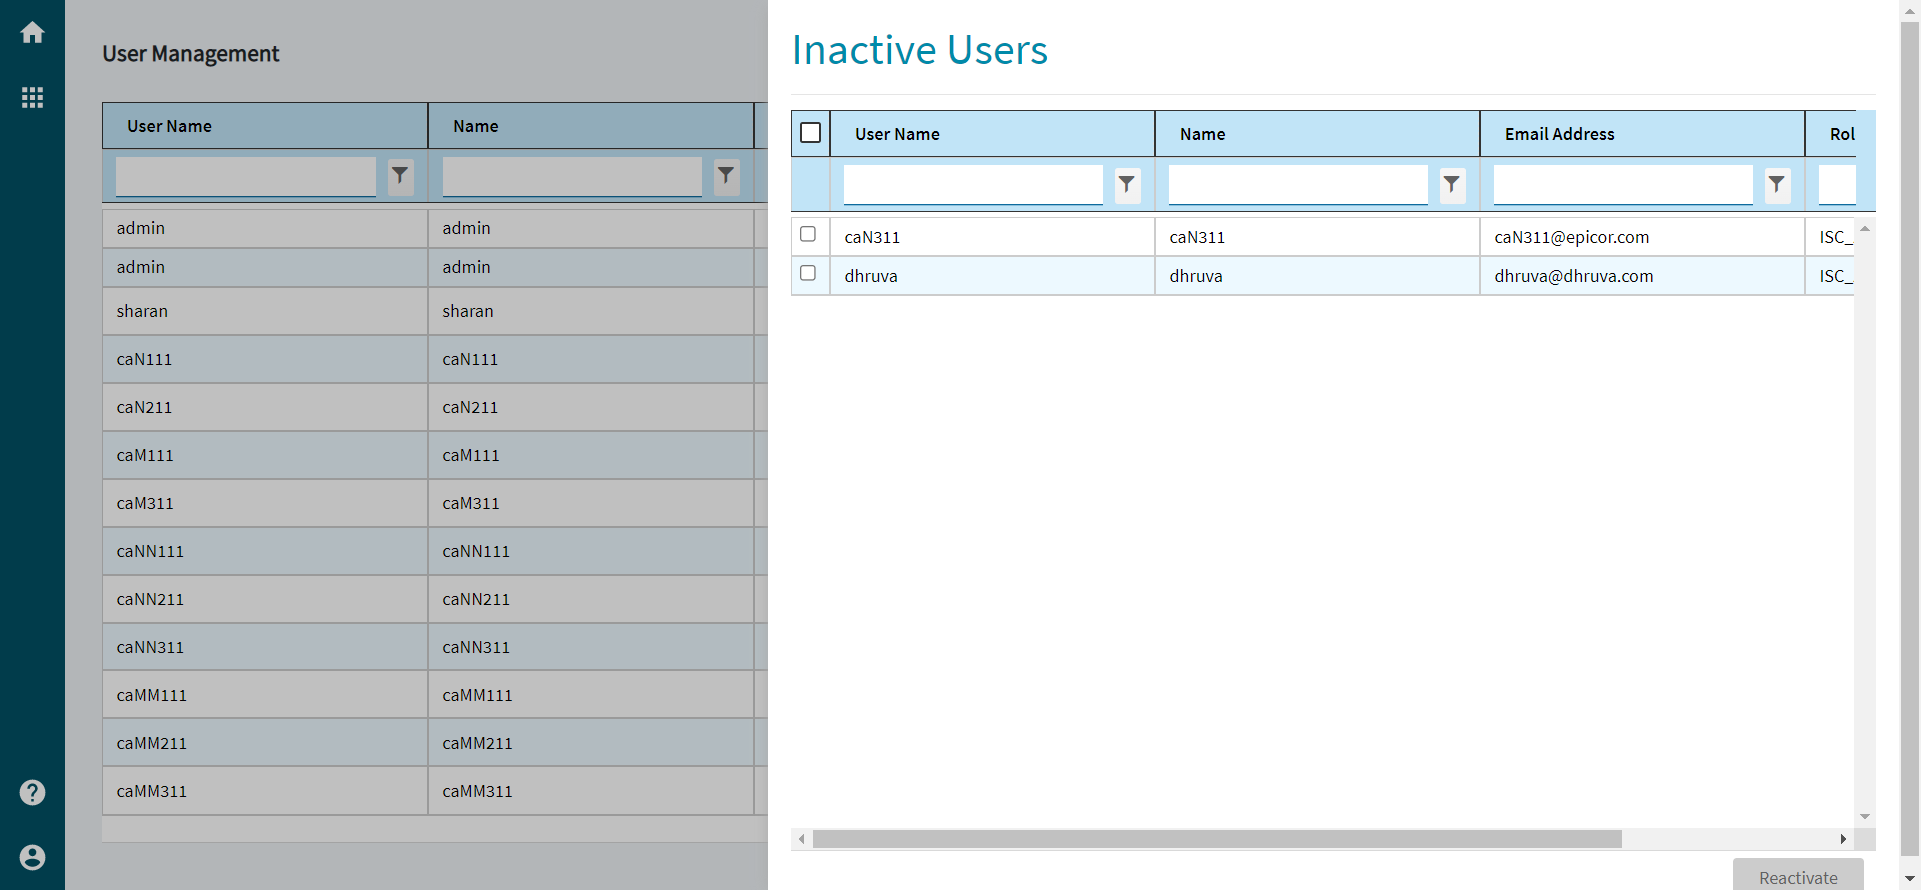 User Management
User Name Name
admin admin
admin admin
sharan sharan
caN111 caN111
caN211 caN211
caM111 caM111
caM311 caM311
caNN111 caNN111
caNN211 caNN211
caNN311 caNN311
caMM111 caMM111
caMM211 caMM211
caMM311 caMM311
Inactive Users
User Name Name Email Address Rol
caN311 caN311 caN311@epicor.com ISC_
dhruva dhruva dhruva@dhruva.com ISC_
Reactivate